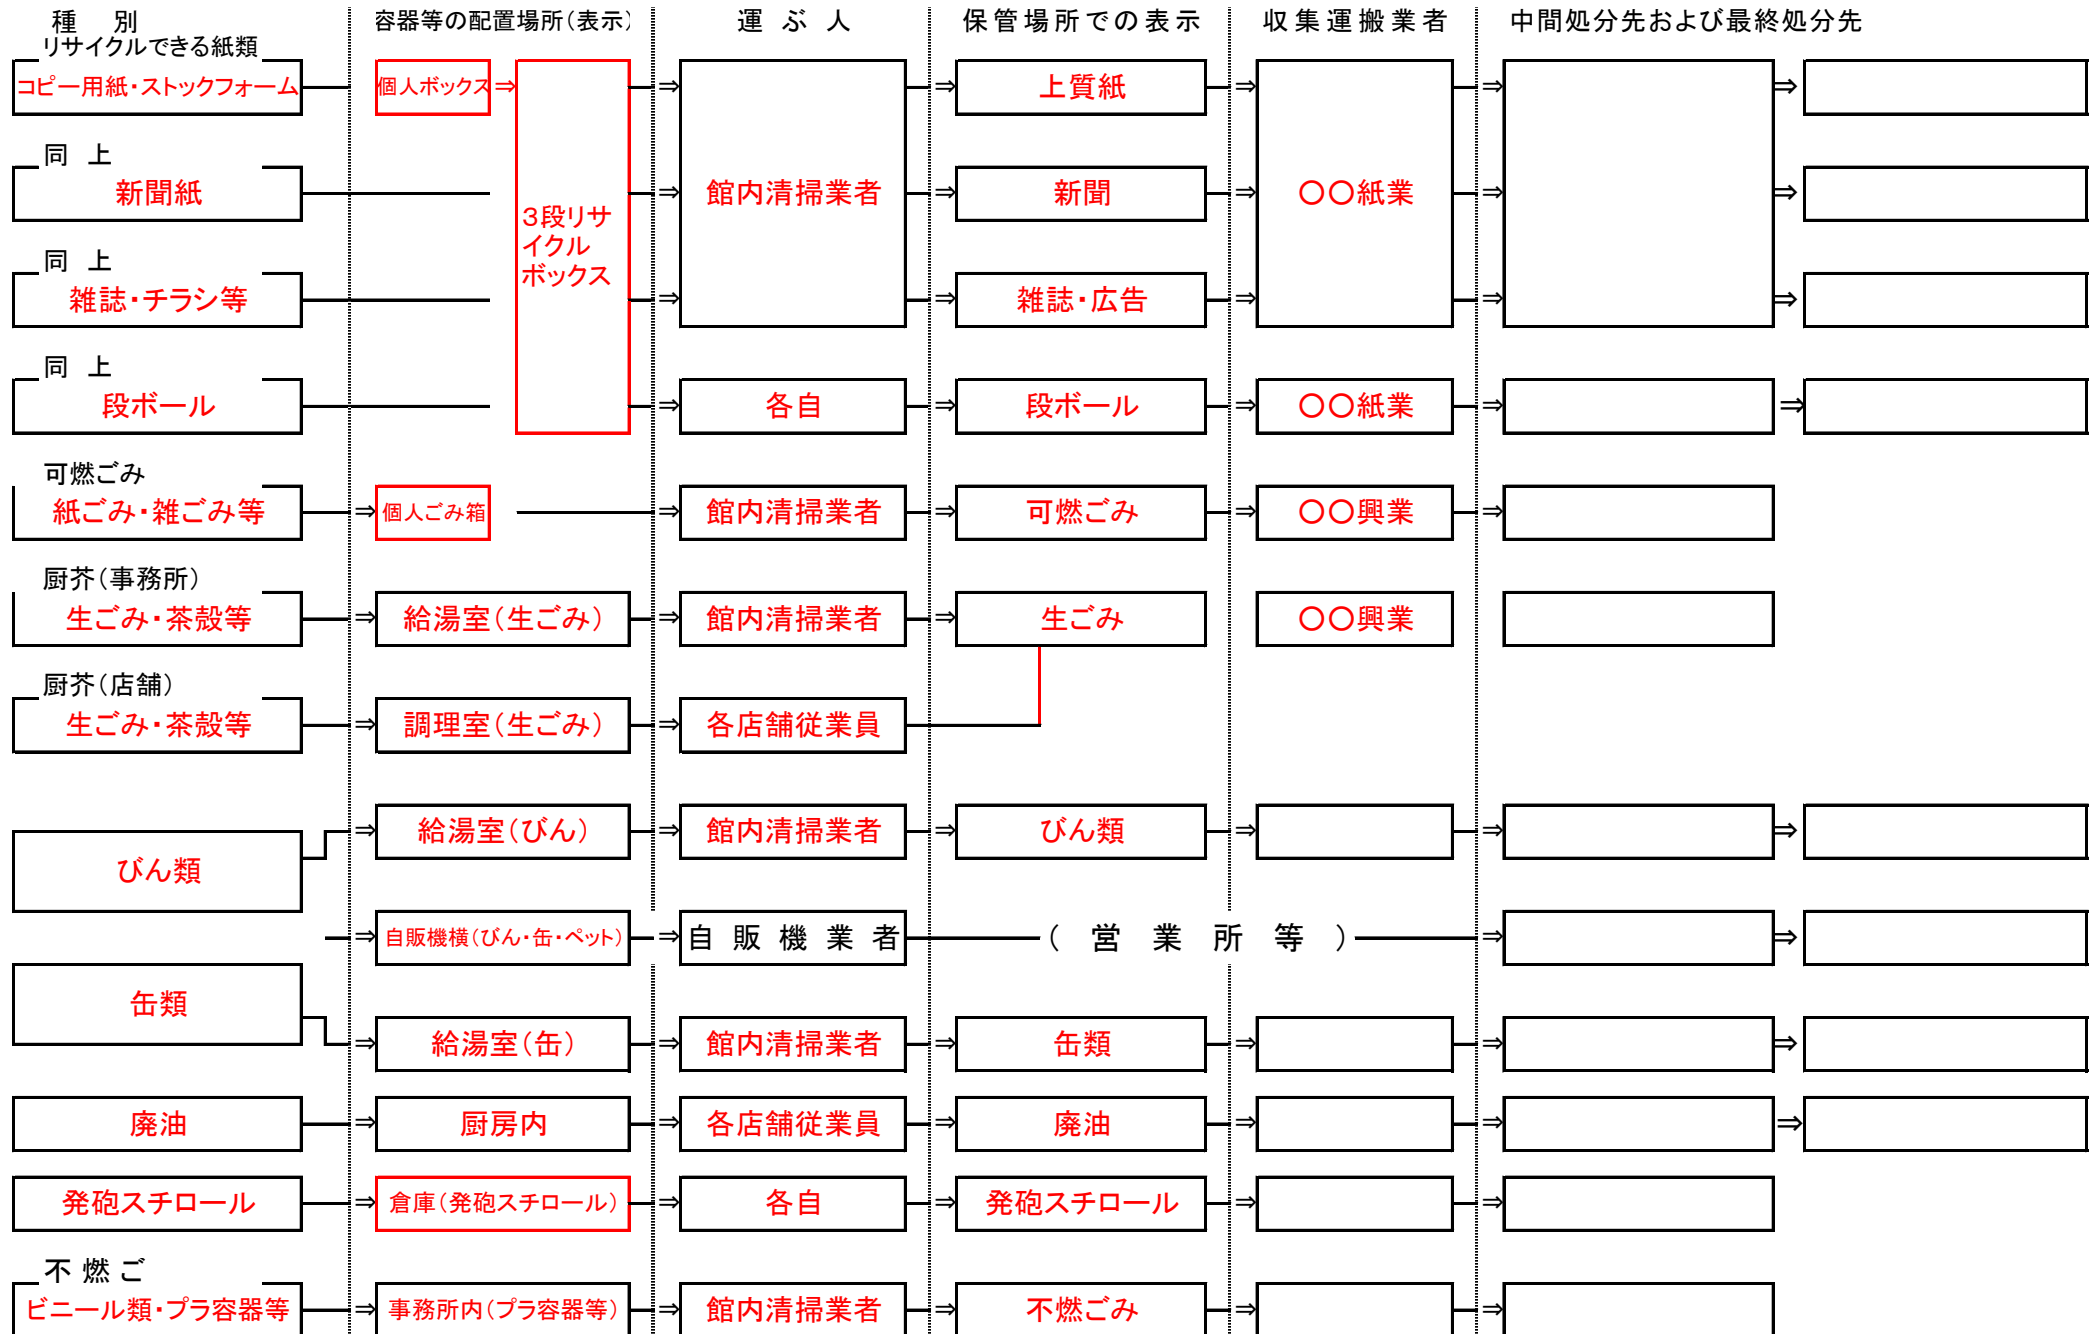 種　別　容器等の配置場所（表示）　運ぶ人　保管場所での表示　収集運搬業者　中間処分先および最終処分先
リサイクルできる紙類
コピー用紙・ストックフォーム　個人ボックス　⇒　⇒　⇒　上質紙　⇒　⇒　⇒
同上
新聞紙　⇒　館内清掃業者　⇒　新聞　⇒　〇〇紙業　⇒　⇒
３段リサ
イクル
ボックス
同上
雑誌・チラシ等　⇒　⇒　雑誌・広告　⇒　⇒　⇒
同上
段ボール　⇒　各自　⇒　段ボール　⇒　〇〇紙業　⇒　⇒
可燃ごみ
紙ごみ・雑ごみ等　⇒　個人ごみ箱　⇒　館内清掃業者　⇒　可燃ごみ　⇒　〇〇興業　⇒
厨芥（事務所）
生ごみ・茶殻等　⇒　給湯室（生ごみ）　⇒　館内清掃業者　⇒　生ごみ　〇〇興業
厨芥（店舗）
生ごみ・茶殻等　⇒　調理室（生ごみ）　⇒　各店舗従業員
⇒　給湯室（びん）　⇒　館内清掃業者　⇒　びん類　⇒　⇒　⇒
びん類
⇒　自販機横（びん・缶・ペット）　⇒　自販機業者　（営業所等）　⇒　⇒
缶類
⇒　給湯室（缶）　⇒　館内清掃業者　⇒　缶類　⇒　⇒　⇒
廃油　⇒　厨房内　⇒　各店舗従業員　⇒　廃油　⇒　⇒　⇒
発砲スチロール　⇒　倉庫（発砲スチロール）　⇒　各自　⇒　発砲スチロール　⇒　⇒
不燃ご
ビニール類・プラ容器等　⇒　事務所内（プラ容器等）　⇒　館内清掃業者　⇒　不燃ごみ　⇒　⇒